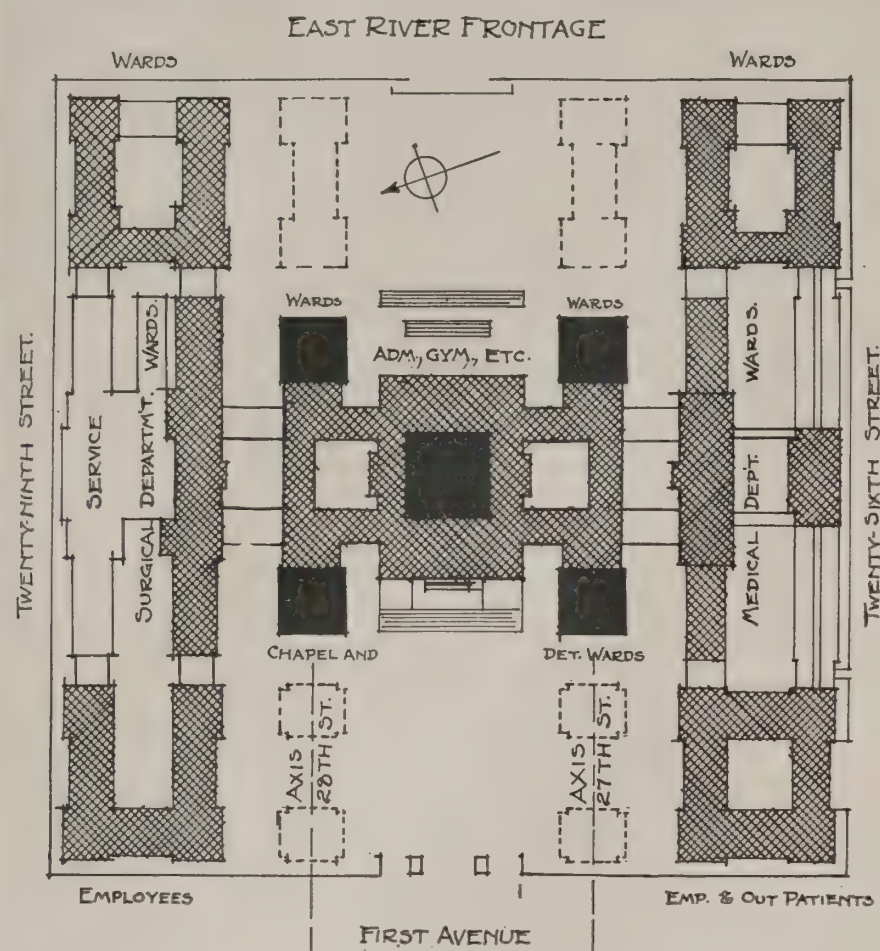 EAST RIVER FRONTAGE
WARDS
WARDS
WARDS
WARDS
ADM., GYM., ETC.
TWENTY-NINTH STREET.
SERVICE
SURGICAL DEPARTM'T. WARDS.
MEDICAL DEP'T. WARDS.
TWENTY-SIXTH STREET.
CHAPEL AND
DET. WARDS
AXIS
28TH ST.
AXIS
27TH ST.
EMPLOYEES
EMP. & OUT PATIENTS
FIRST AVENUE